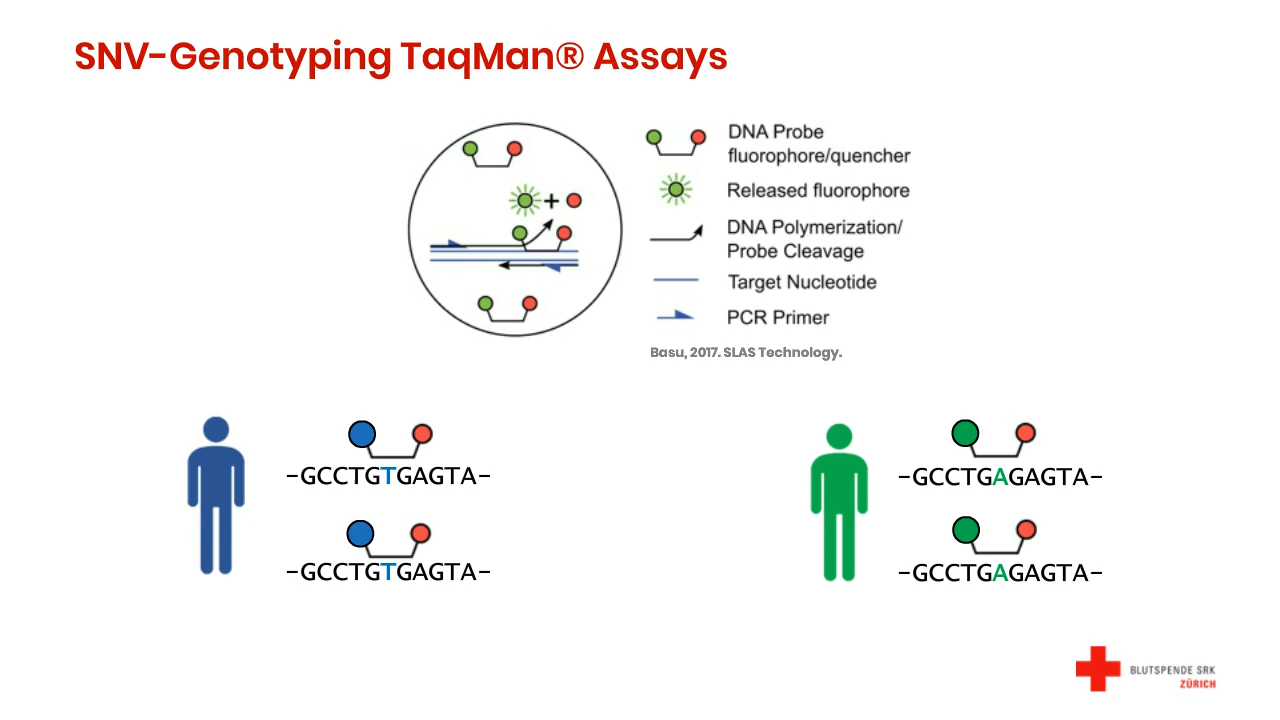 SNV-Genotyping TaqMan® Assays
DNA Probe
fluorophore/quencher
Released fluorophore
DNA Polymerization/
Probe Cleavage
Target Nucleotide
PCR Primer
Basu, 2017. SLAS Technology.
-GCCTGTGAGTA-
-GCCTGTGAGTA-
-GCCTGAGAGTA-
-GCCTGAGAGTA-
BLUTSPENDE SRK
ZÜRICH